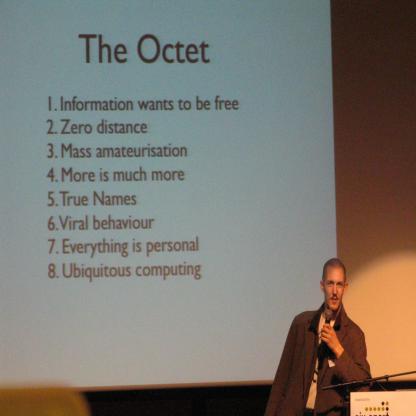 The Octet
1. Information wants to be free
2. Zero distance
3. Mass amateurisation
4. More is much more
5. True Names
6. Viral behaviour
7. Everything is personal
8. Ubiquitous computing